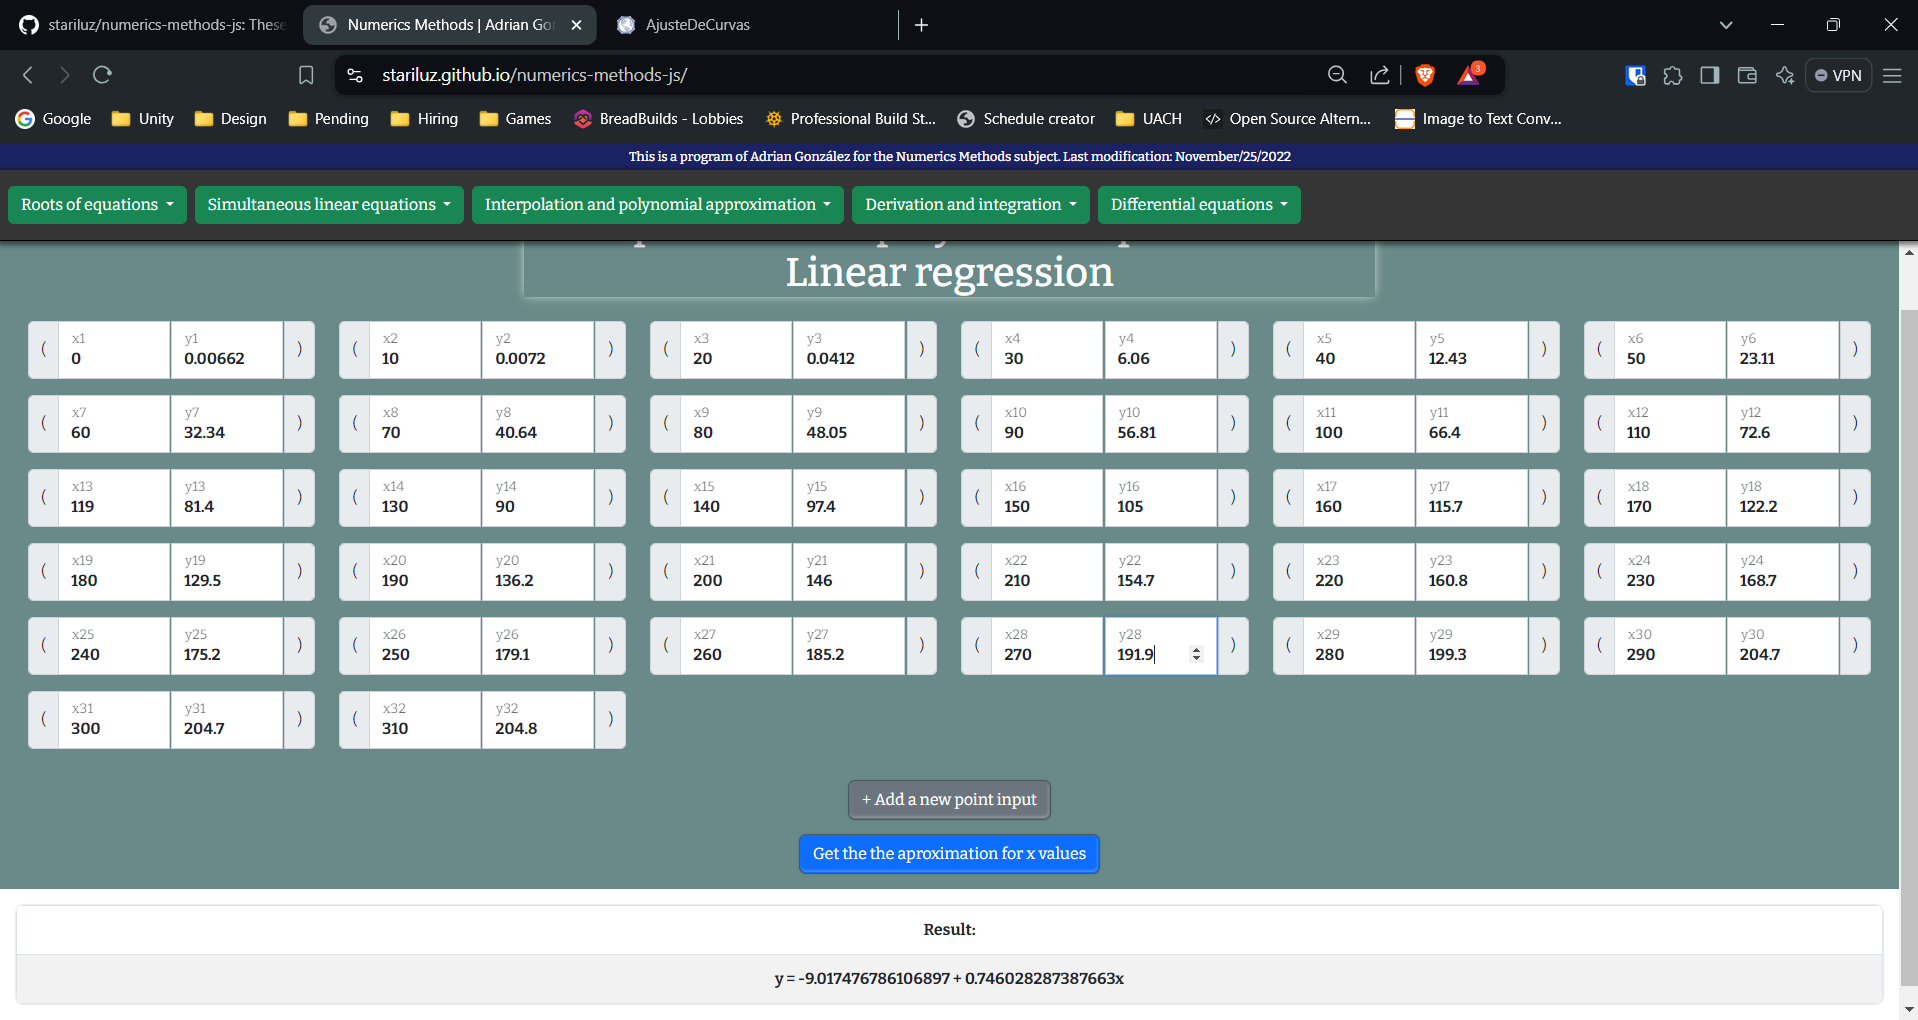 stariluz/numerics-methods-js: These
Numerics Methods | Adrian Go
AjusteDeCurvas
stariluz.github.io/numerics-methods-js/
3
VPN
Google
Unity
Design
Pending
Hiring
Games
BreadBuilds - Lobbies
Professional Build St...
Schedule creator
UACH
Open Source Altern...
Image to Text Conv...
This is a program of Adrian González for the Numerics Methods subject. Last modification: November/25/2022
Roots of equations
Simultaneous linear equations
Interpolation and polynomial approximation
Derivation and integration
Differential equations
Linear regression
( x1 0 y1 0.00662 )
( x2 10 y2 0.0072 )
( x3 20 y3 0.0412 )
( x4 30 y4 6.06 )
( x5 40 y5 12.43 )
( x6 50 y6 23.11 )
( x7 60 y7 32.34 )
( x8 70 y8 40.64 )
( x9 80 y9 48.05 )
( x10 90 y10 56.81 )
( x11 100 y11 66.4 )
( x12 110 y12 72.6 )
( x13 119 y13 81.4 )
( x14 130 y14 90 )
( x15 140 y15 97.4 )
( x16 150 y16 105 )
( x17 160 y17 115.7 )
( x18 170 y18 122.2 )
( x19 180 y19 129.5 )
( x20 190 y20 136.2 )
( x21 200 y21 146 )
( x22 210 y22 154.7 )
( x23 220 y23 160.8 )
( x24 230 y24 168.7 )
( x25 240 y25 175.2 )
( x26 250 y26 179.1 )
( x27 260 y27 185.2 )
( x28 270 y28 191.9 )
( x29 280 y29 199.3 )
( x30 290 y30 204.7 )
( x31 300 y31 204.7 )
( x32 310 y32 204.8 )
+ Add a new point input
Get the the aproximation for x values
Result:
y = -9.017476786106897 + 0.746028287387663x